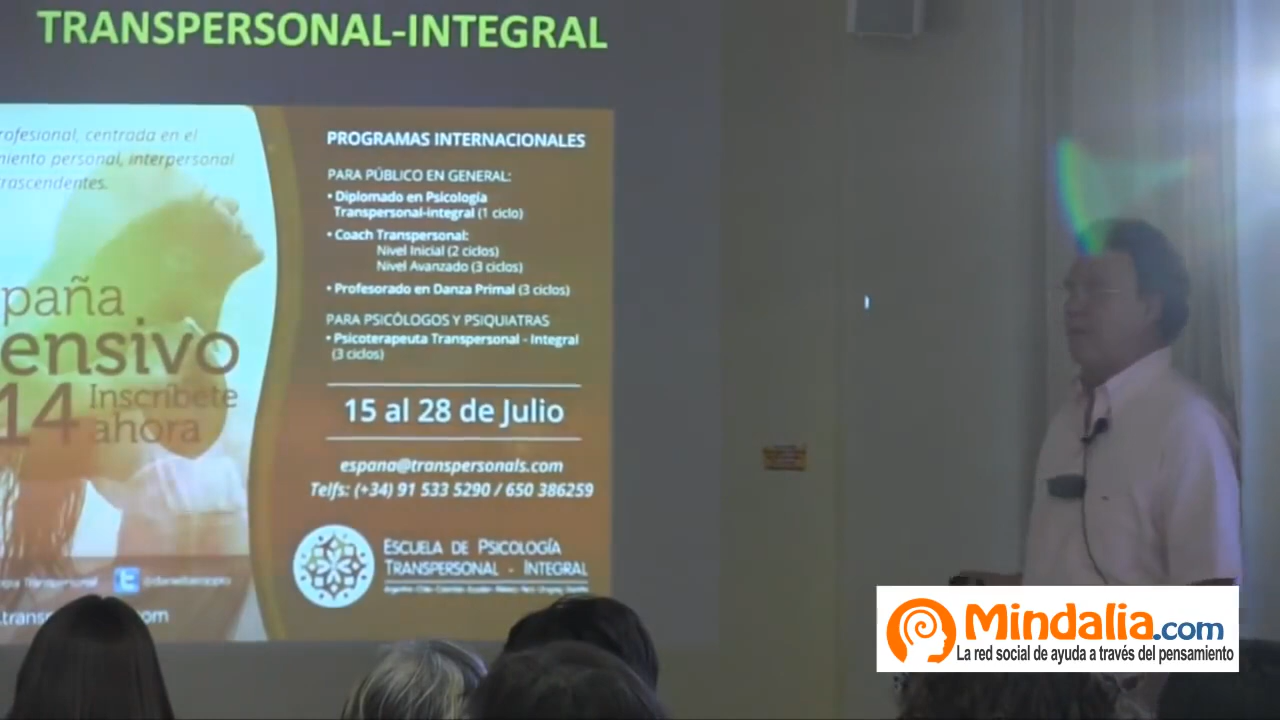 TRANSPERSONAL-INTEGRAL
centrada en el
personal, interpersonal
trascendentes.
paña
ensivo
14 Inscríbete
ahora
Transpersonal
PROGRAMAS INTERNACIONALES
PARA PÚBLICO EN GENERAL:
• Diplomado en Psicología
Transpersonal-integral (1 ciclo)
• Coach Transpersonal:
Nivel Inicial (2 ciclos)
Nivel Avanzado (3 ciclos)
• Profesorado en Danza Primal (3 ciclos)
PARA PSICÓLOGOS Y PSIQUIATRAS
• Psicoterapeuta Transpersonal - Integral
(3 ciclos)
15 al 28 de Julio
espana@transpersonals.com
Telfs: (+34) 91 533 5290 / 650 386259
ESCUELA DE PSICOLOGÍA
TRANSPERSONAL - INTEGRAL
Mindalia.com
La red social de ayuda a través del pensamiento